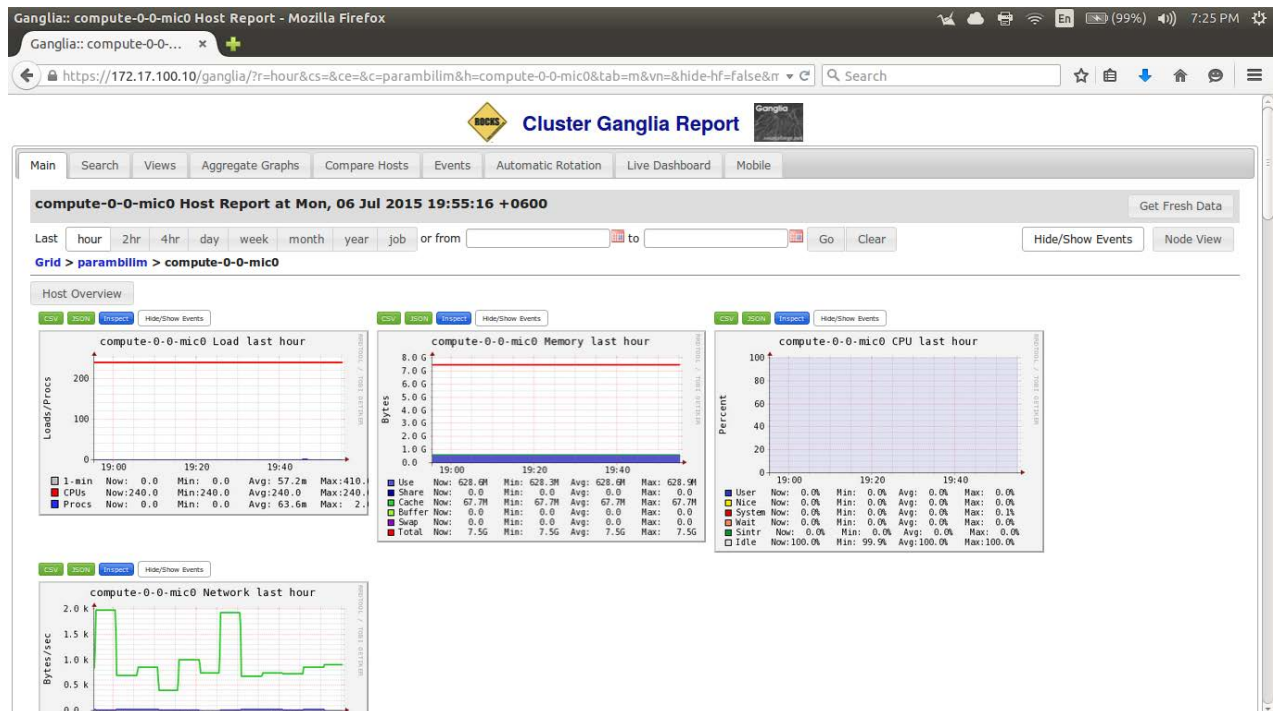 Ganglia:: compute-0-0-mic0 Host Report - Mozilla Firefox
En (99%) 7:25 PM
Ganglia:: compute-0-0-... ×
https://172.17.100.10/ganglia/?r=hour&cs=&ce=&c=parambilim&h=compute-0-0-mic0&tab=m&vn=&hide-hf=false&m Search
ROCKS Cluster Ganglia Report Ganglia
Main Search Views Aggregate Graphs Compare Hosts Events Automatic Rotation Live Dashboard Mobile
compute-0-0-mic0 Host Report at Mon, 06 Jul 2015 19:55:16 +0600 Get Fresh Data
Last hour 2hr 4hr day week month year job or from to Go Clear Hide/Show Events Node View
Grid > parambilim > compute-0-0-mic0
Host Overview
CSV JSON Inspect Hide/Show Events
compute-0-0-mic0 Load last hour
RRDTOOL / TOBI OETIKER
Loads/Procs
200
100
0
19:00 19:20 19:40
1-min Now: 0.0 Min: 0.0 Avg: 57.2m Max:410.
CPUs Now:240.0 Min:240.0 Avg:240.0 Max:240.
Procs Now: 0.0 Min: 0.0 Avg: 63.6m Max: 2.
CSV JSON Inspect Hide/Show Events
compute-0-0-mic0 Memory last hour
RRDTOOL / TOBI OETIKER
Bytes
8.0 G
7.0 G
6.0 G
5.0 G
4.0 G
3.0 G
2.0 G
1.0 G
0.0
19:00 19:20 19:40
Use Now: 628.6M Min: 628.3M Avg: 628.6M Max: 628.9M
Share Now: 0.0 Min: 0.0 Avg: 0.0 Max: 0.0
Cache Now: 67.7M Min: 67.7M Avg: 67.7M Max: 67.7M
Buffer Now: 0.0 Min: 0.0 Avg: 0.0 Max: 0.0
Swap Now: 0.0 Min: 0.0 Avg: 0.0 Max: 0.0
Total Now: 7.5G Min: 7.5G Avg: 7.5G Max: 7.5G
CSV JSON Inspect Hide/Show Events
compute-0-0-mic0 CPU last hour
RRDTOOL / TOBI OETIKER
Percent
100
80
60
40
20
0
19:00 19:20 19:40
User Now: 0.0% Min: 0.0% Avg: 0.0% Max: 0.0%
Nice Now: 0.0% Min: 0.0% Avg: 0.0% Max: 0.0%
System Now: 0.0% Min: 0.0% Avg: 0.0% Max: 0.1%
Wait Now: 0.0% Min: 0.0% Avg: 0.0% Max: 0.0%
Sintr Now: 0.0% Min: 0.0% Avg: 0.0% Max: 0.0%
Idle Now:100.0% Min: 99.9% Avg:100.0% Max:100.0%
CSV JSON Inspect Hide/Show Events
compute-0-0-mic0 Network last hour
RRDTOOL / TOBI OETIKER
Bytes/sec
2.0 k
1.5 k
1.0 k
0.5 k
0.0